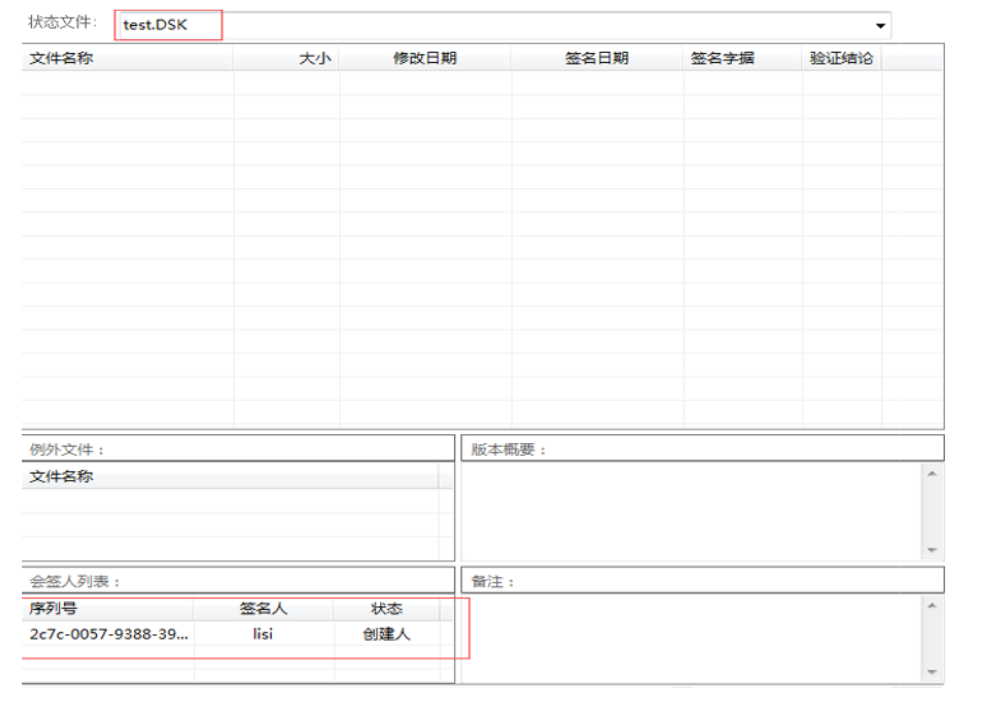 状态文件: test.DSK
文件名称 大小 修改日期 签名日期 签名字据 验证结论
例外文件: 版本概要:
文件名称
会签人列表: 备注:
序列号 签名人 状态
2c7c-0057-9388-39... lisi 创建人